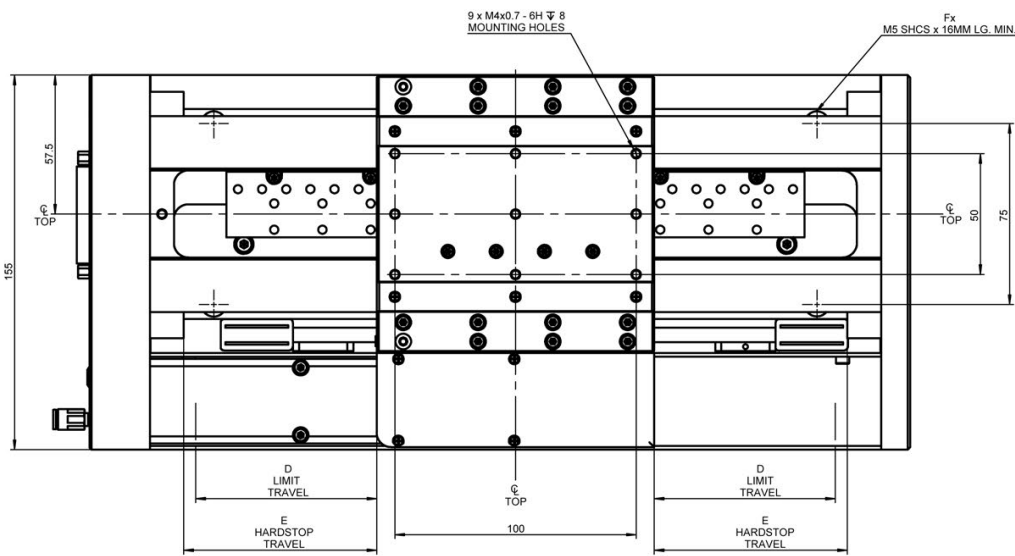 9 x M4x0.7 - 6H ↧ 8
MOUNTING HOLES
Fx
M5 SHCS x 16MM LG. MIN.
57.5
155
℄
TOP
℄
TOP
50
75
D
LIMIT
TRAVEL
E
HARDSTOP
TRAVEL
℄
TOP
100
D
LIMIT
TRAVEL
E
HARDSTOP
TRAVEL